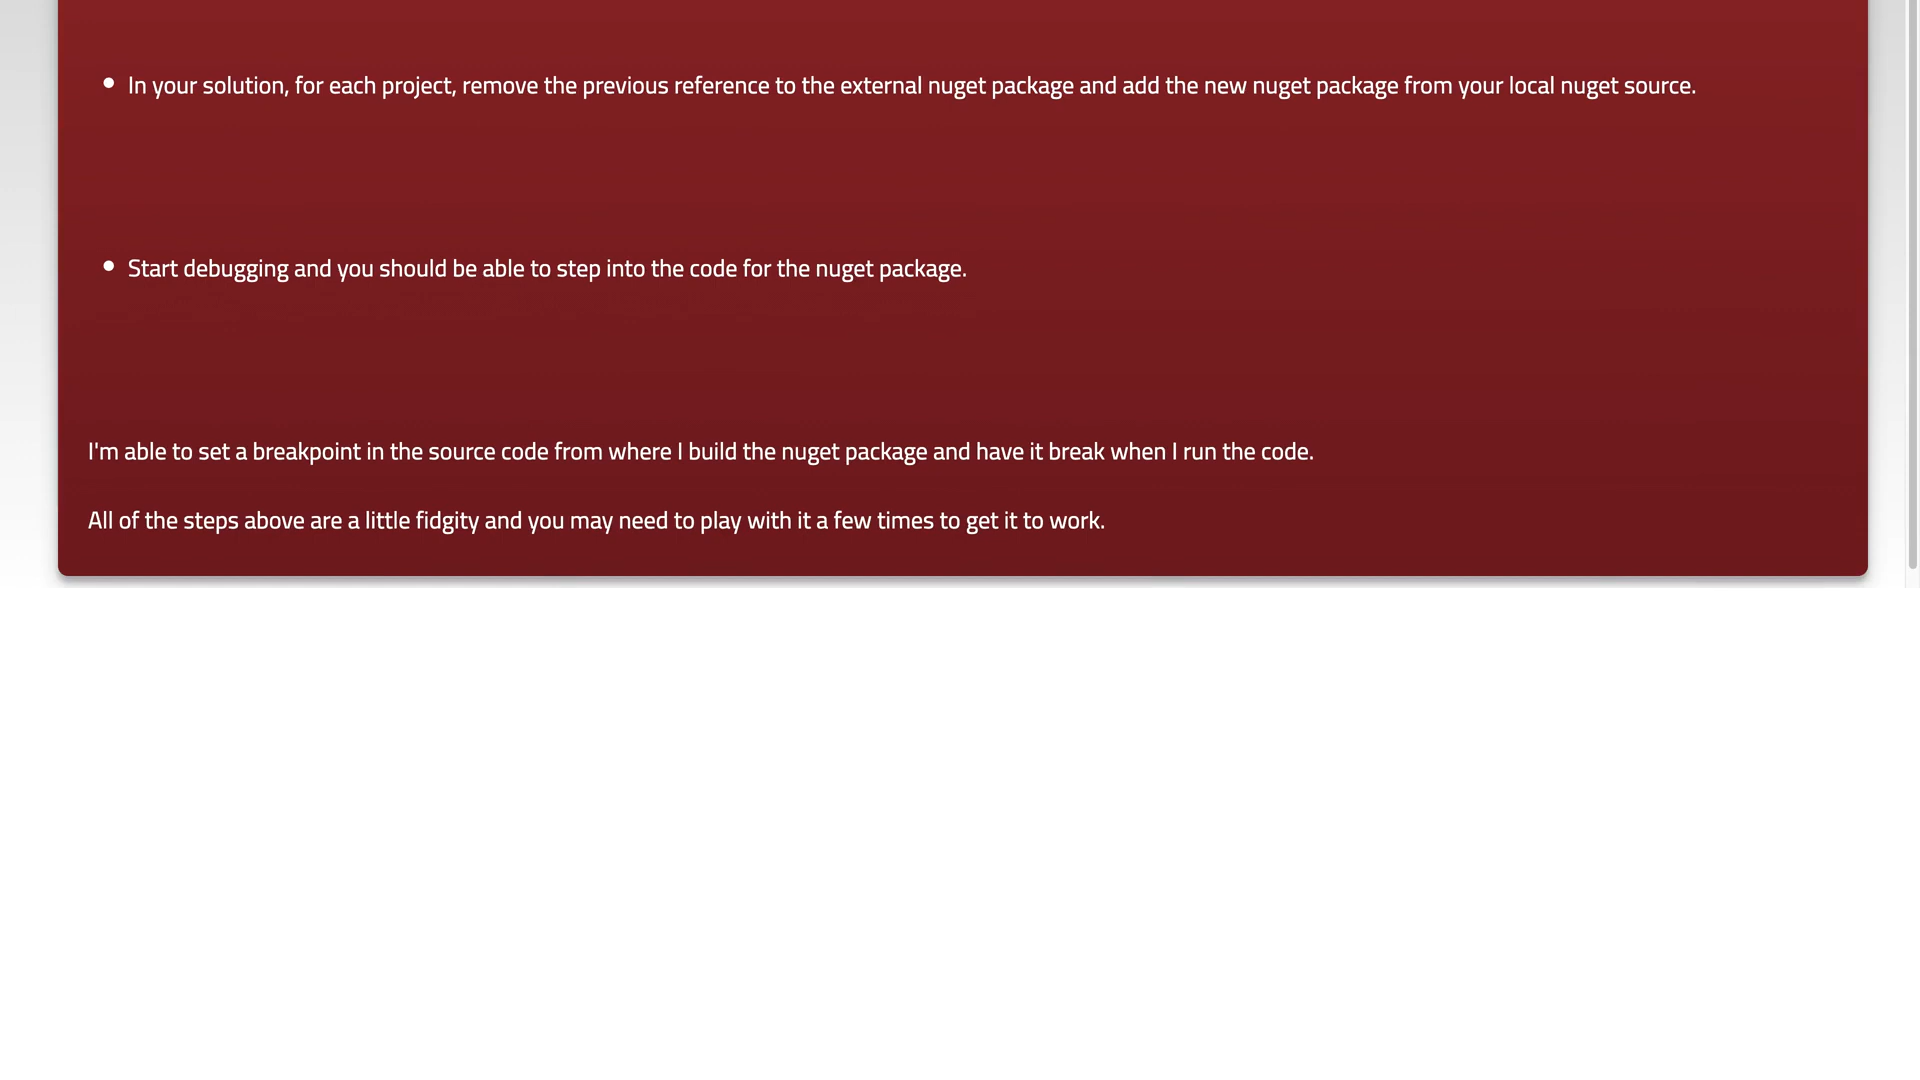 In your solution, for each project, remove the previous reference to the external nuget package and add the new nuget package from your local nuget source.
Start debugging and you should be able to step into the code for the nuget package.
I'm able to set a breakpoint in the source code from where I build the nuget package and have it break when I run the code.
All of the steps above are a little fidgity and you may need to play with it a few times to get it to work.